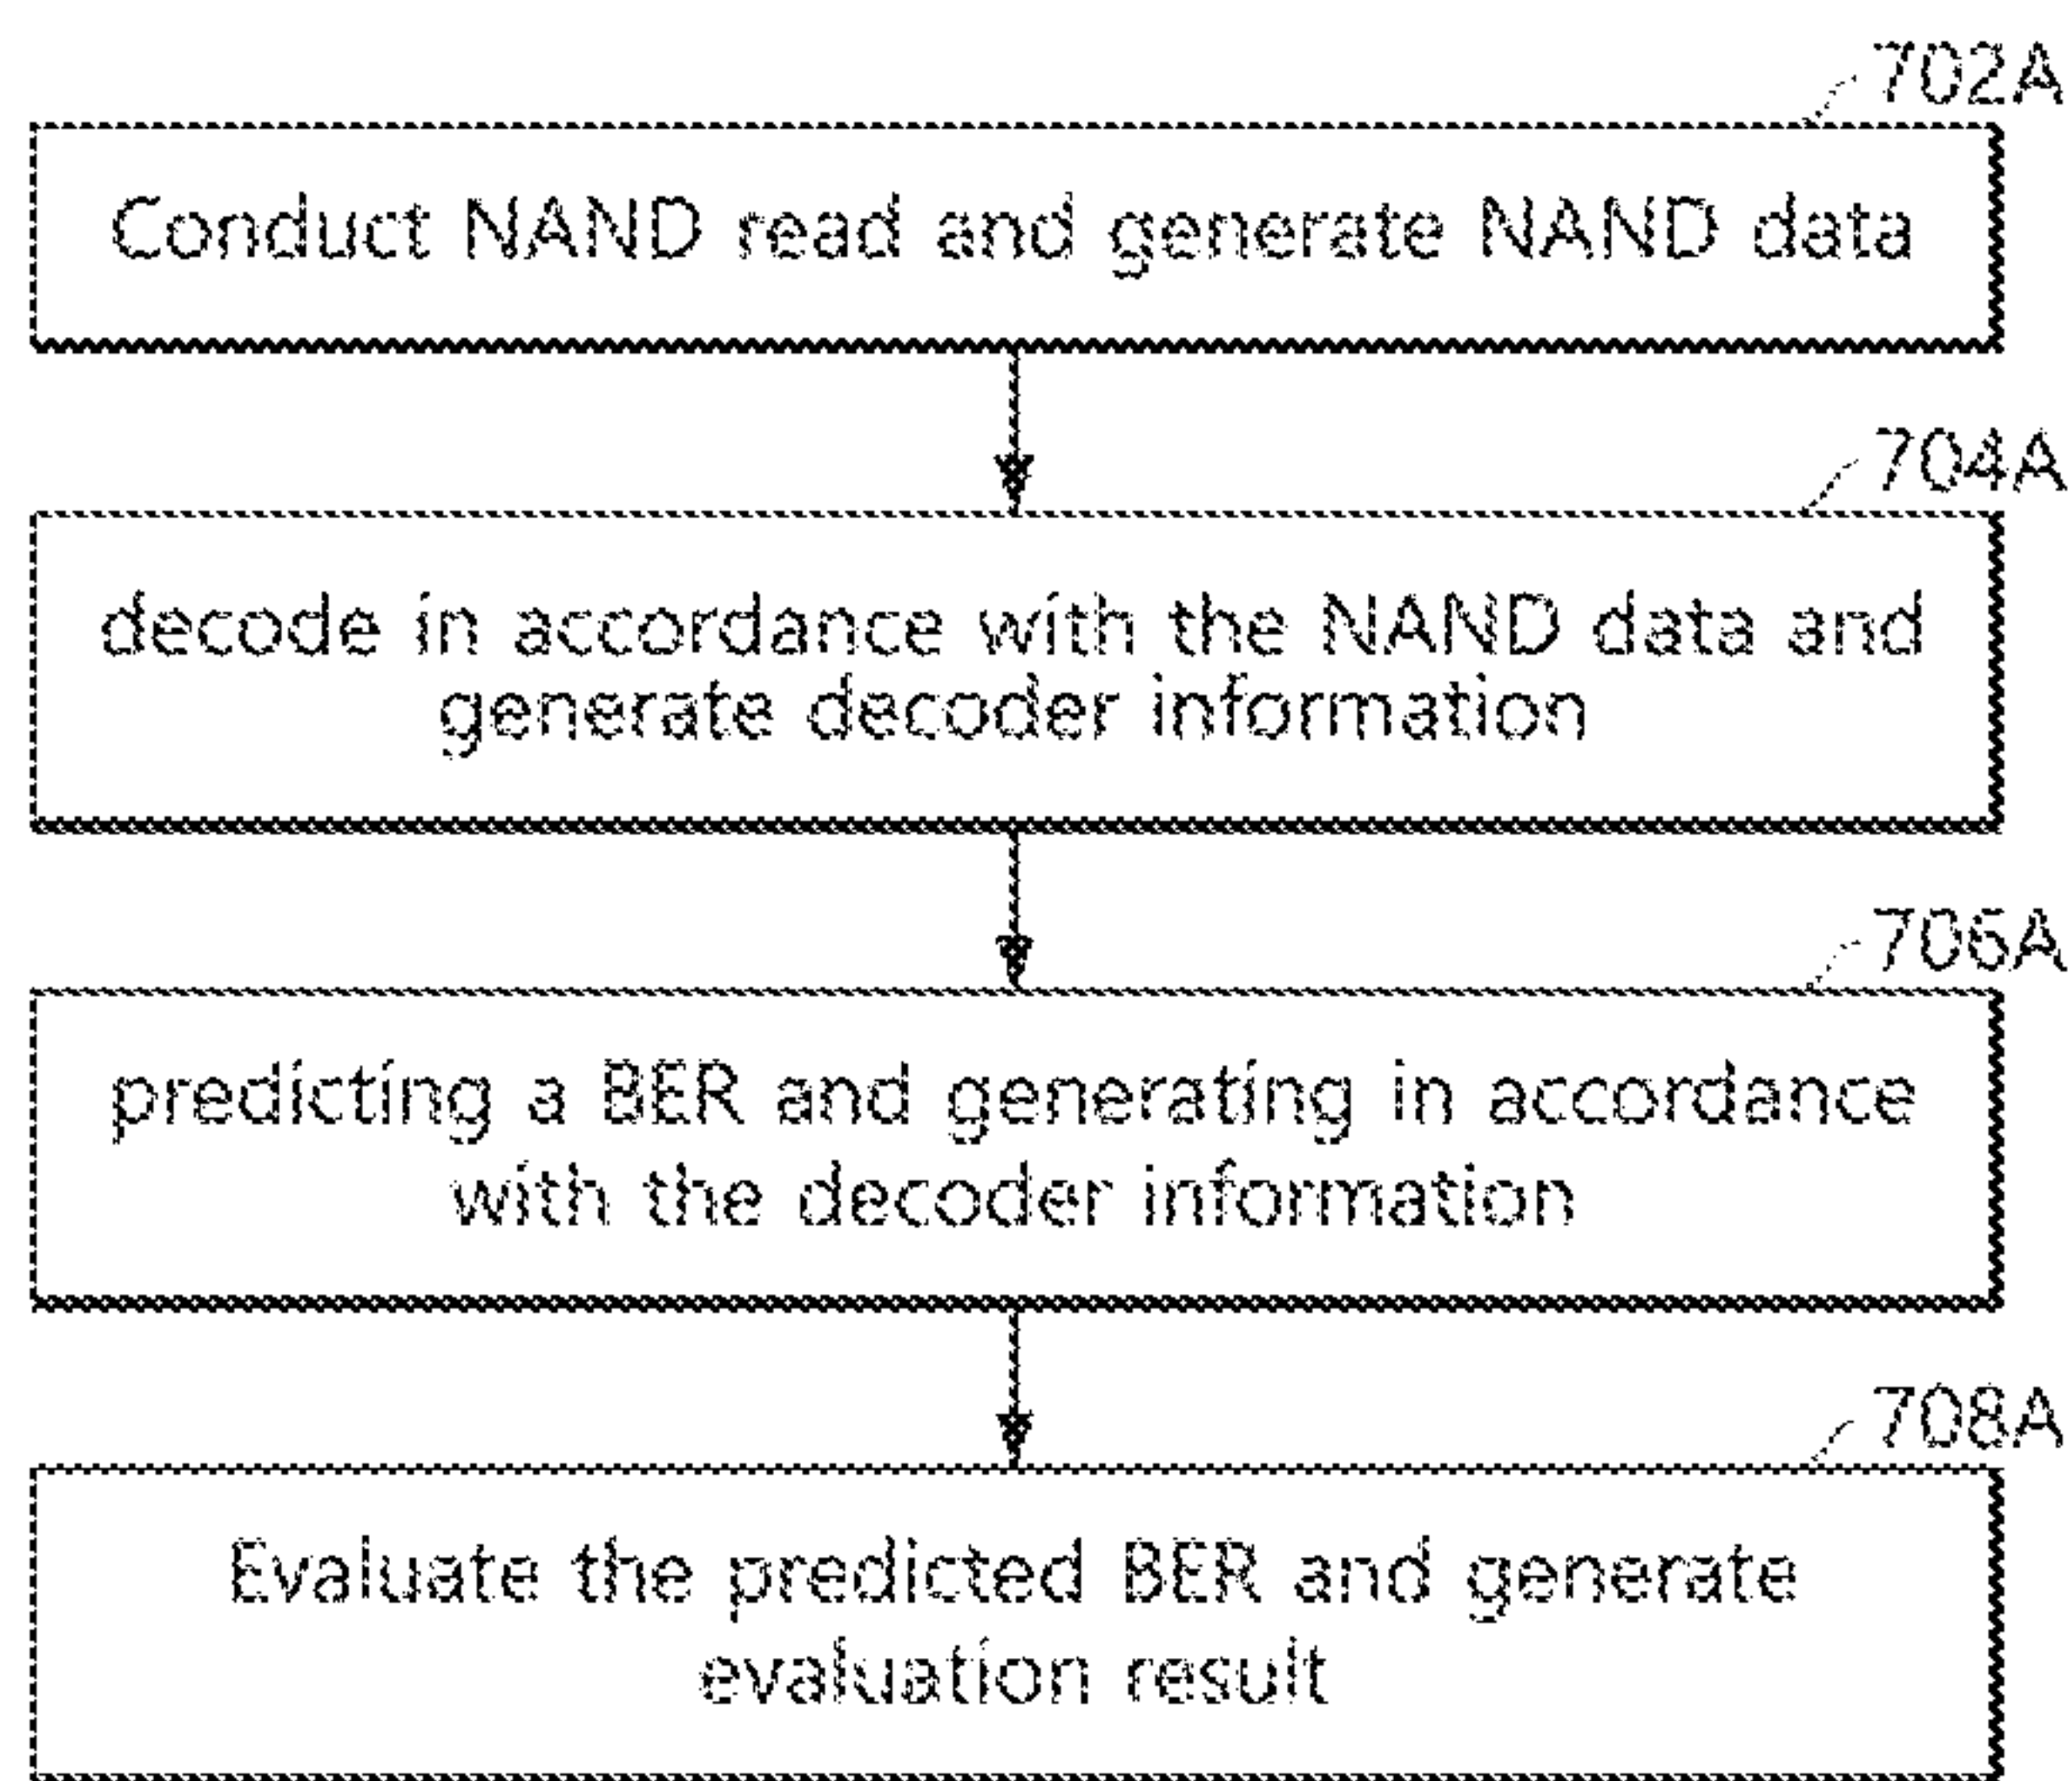 702A
Conduct NAND read and generate NAND data
704A
decode in accordance with the NAND data and
generate decoder information
706A
predicting a BER and generating in accordance
with the decoder information
708A
Evaluate the predicted BER and generate
evaluation result